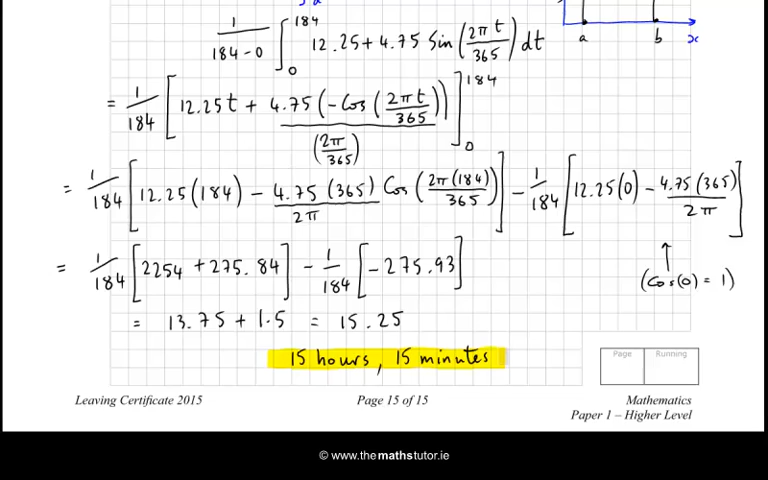 1/(184-0) ∫₀¹⁸⁴ 12.25 + 4.75 Sin(2πt/365) dt
a b x
= 1/184 [12.25t + 4.75(-Cos(2πt/365))/(2π/365)]₀¹⁸⁴
= 1/184 [12.25(184) - 4.75(365)/2π Cos(2π(184)/365)] - 1/184 [12.25(0) - 4.75(365)/2π]
= 1/184 [2254 + 275.84] - 1/184 [-275.93]
(Cos(0) = 1)
= 13.75 + 1.5 = 15.25
15 hours, 15 minutes
Page Running
Leaving Certificate 2015 Page 15 of 15 Mathematics
Paper 1 – Higher Level
© www.themathstutor.ie